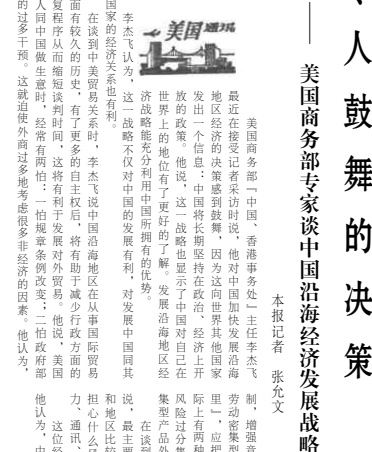 人鼓舞的决策
——美国商务部专家谈中国沿海经济发展战略
本报记者 张允文
美国通讯
美国商务部『中国、香港事务处』主任李杰飞
最近在接受记者采访时说，他对中国加快发展沿海
地区经济的决策感到鼓舞，因为这向世界其他国家
发出一个信息：中国将长期坚持在政治、经济上开
放的政策。他说，这一战略也显示了中国对自己在
世界上的地位有了更好的了解。发展沿海地区经
济战略能充分利用中国所拥有的优势。
李杰飞认为，这一战略不仅对中国的发展有利，对发展中国同其
国家的经济关系也有利。
在谈到中美贸易关系时，李杰飞说中国沿海地区在从事国际贸易
面有较久的历史，有了更多的自主权后，将有助于减少行政方面的
复程序从而缩短谈判时间，这将有利于发展对外贸易。他说，美国
人同中国做生意时，经常有两怕：一怕规章条例改变；二怕政府部
的过多干预。这就迫使外商过多地考虑很多非经济的因素。他认为，
制，增强
劳动密集型
里』，应把
际上有两种
风险过分集
集型产品外
在谈到
说，最主要
和地区比较
担心什么风
力、通讯、
这位经
他认为，中